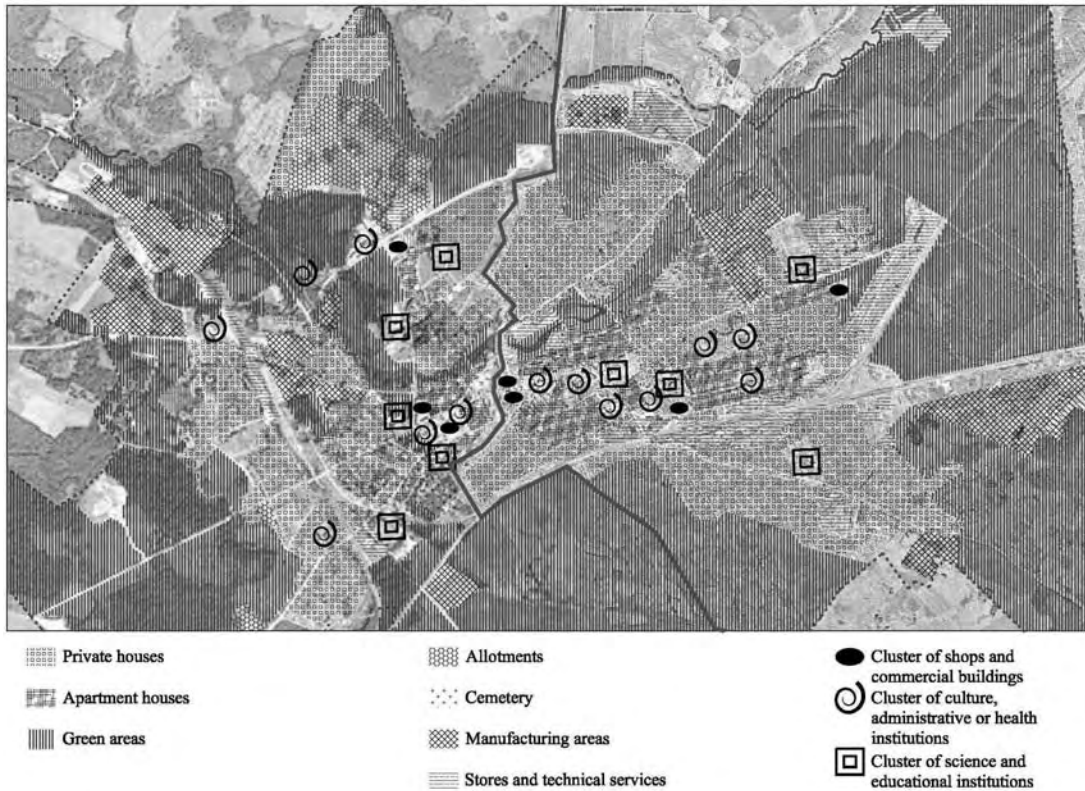 Private houses
Apartment houses
Green areas
Allotments
Cemetery
Manufacturing areas
Stores and technical services
Cluster of shops and
commercial buildings
Cluster of culture,
administrative or health
institutions
Cluster of science and
educational institutions